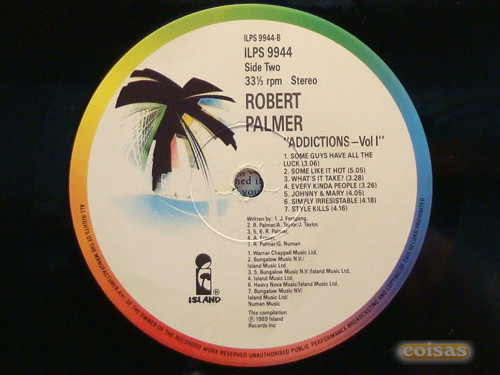 ILPS 9944-B
ILPS 9944
Side Two
33⅓ rpm Stereo
ROBERT
PALMER
"ADDICTIONS – Vol I"
1. SOME GUYS HAVE ALL THE
LUCK (3.06)
2. SOME LIKE IT HOT (5.05)
3. WHAT'S IT TAKE? (3.28)
4. EVERY KINDA PEOPLE (3.26)
5. JOHNNY & MARY (5.05)
6. SIMPLY IRRESISTABLE (4.18)
7. STYLE KILLS (4.16)
Written by: 1. J. Fortgang,
2. R. Palmer/A. Taylor/J. Taylor,
3, 5, 6. R. Palmer,
4. A. Fraser,
7. R. Palmer/G. Numan
1. Warner Chappell Music Ltd,
2. Bungalow Music N.V./
Island Music Ltd,
3, 5, Bungalow Music N.V./Island Music Ltd,
4. Island Music Ltd,
6. Heavy Nova Music/Island Music Ltd,
7. Bungalow Music NV/
Island Music Ltd/
Numan Music
This compilation
℗ 1989 Island
Records Inc
ISLAND
ALL RIGHTS OF THE MANUFACTURER AND OF THE OWNER OF THE RECORDED WORK RESERVED UNAUTHORISED PUBLIC PERFORMANCE BROADCASTING AND COPYING OF THIS RECORD PROHIBITED
coisas